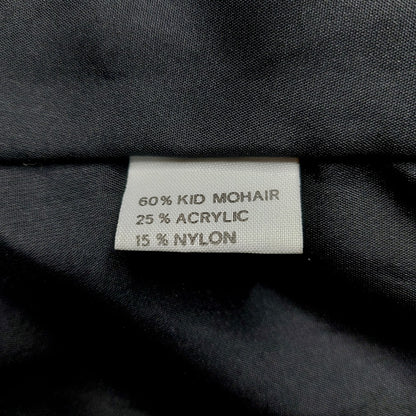 60% KID MOHAIR
25 % ACRYLIC
15 % NYLON